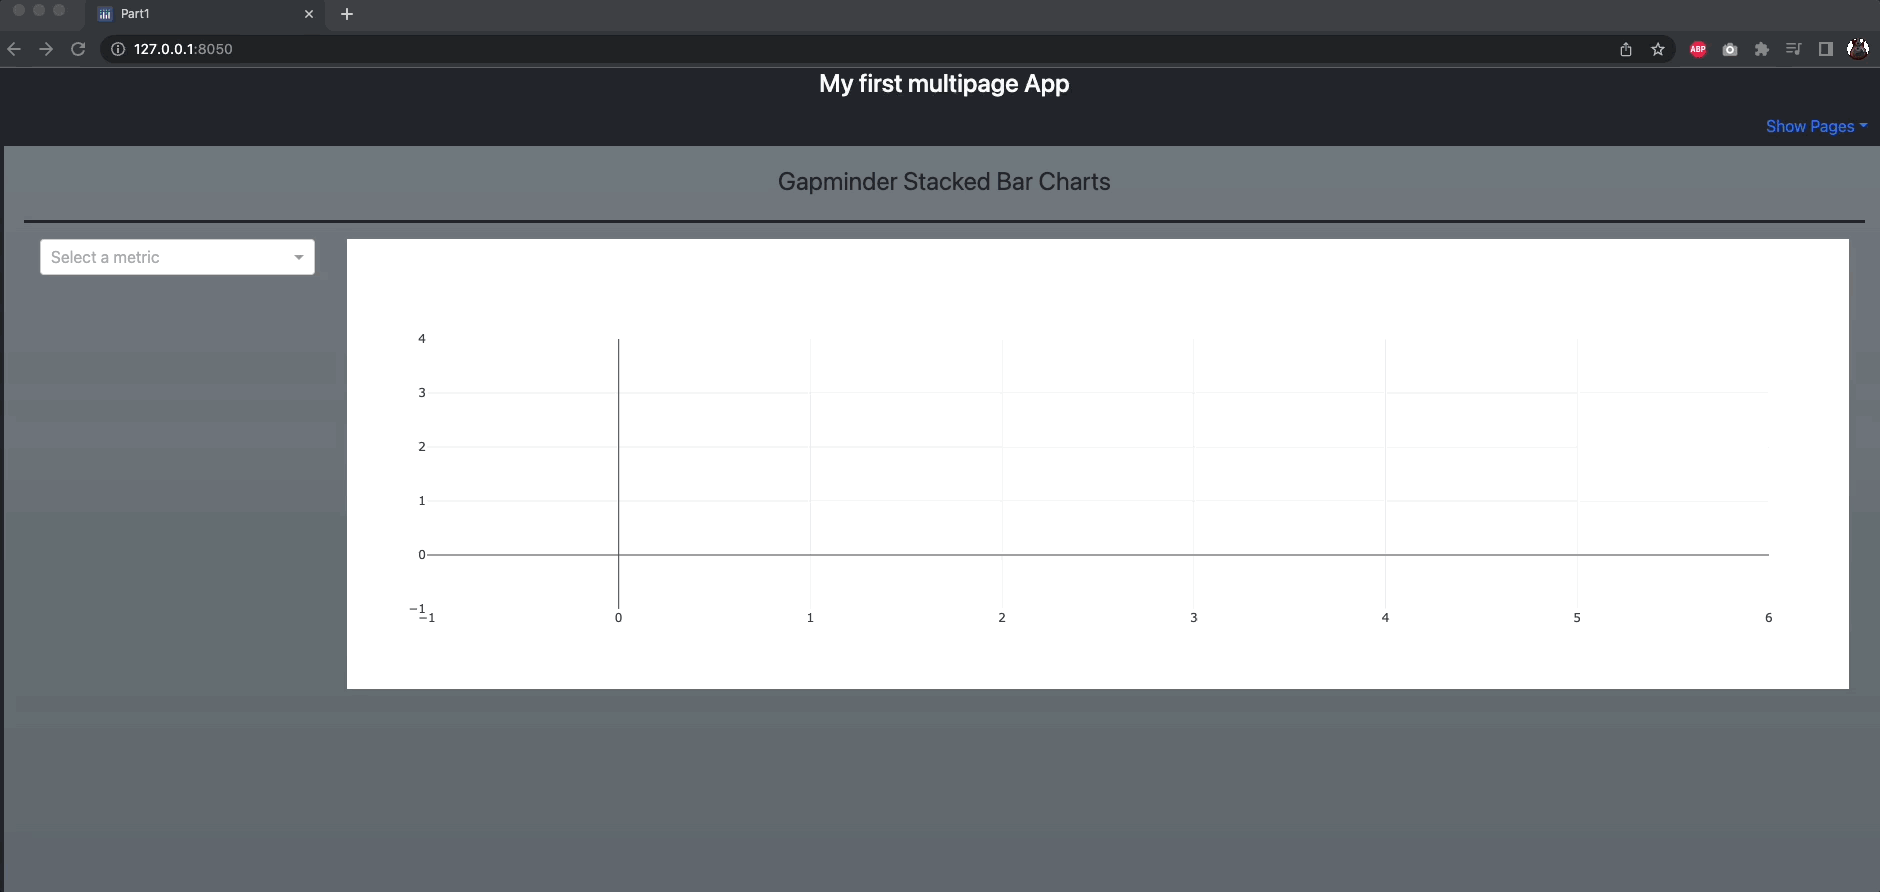 Part1
127.0.0.1:8050
ABP
My first multipage App
Show Pages
Gapminder Stacked Bar Charts
Select a metric
4
3
2
1
0
−1
−1 0 1 2 3 4 5 6